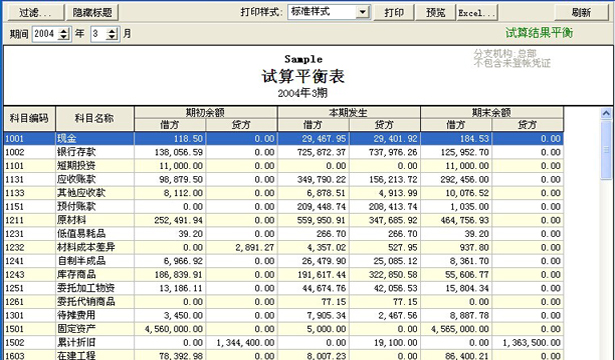 过滤... 隐藏标题 打印样式: 标准样式 打印 预览 Excel... 刷新
期间 2004 年 3 月 试算结果平衡
Sample
分支机构:总部
不包含未登帐凭证
试算平衡表
2004年3期
科目编码 科目名称 期初余额 本期发生 期末余额
借方 贷方 借方 贷方 借方 贷方
1001 现金 118.50 0.00 29,467.95 29,401.92 184.53 0.00
1002 银行存款 138,056.59 0.00 725,872.37 737,976.26 125,952.70 0.00
1101 短期投资 11,000.00 0.00 0.00 0.00 11,000.00 0.00
1131 应收账款 98,879.50 0.00 349,790.22 156,213.72 292,456.00 0.00
1133 其他应收款 8,112.00 0.00 6,878.51 4,913.99 10,076.52 0.00
1151 预付账款 0.00 0.00 209,448.74 208,413.74 1,035.00 0.00
1211 原材料 252,491.94 0.00 559,950.91 347,685.92 464,756.93 0.00
1231 低值易耗品 39.20 0.00 266.70 266.70 39.20 0.00
1232 材料成本差异 0.00 2,891.27 4,357.02 527.95 937.80 0.00
1241 自制半成品 6,966.92 0.00 26,479.90 25,085.12 8,361.70 0.00
1243 库存商品 186,839.91 0.00 191,617.44 322,850.58 55,606.77 0.00
1251 委托加工物资 13,186.11 0.00 44,674.76 42,056.53 15,804.34 0.00
1261 委托代销商品 0.00 0.00 77.15 77.15 0.00 0.00
1301 待摊费用 3,450.00 0.00 7,905.34 2,467.56 8,887.78 0.00
1501 固定资产 4,560,000.00 0.00 5,000.00 0.00 4,565,000.00 0.00
1502 累计折旧 0.00 1,344,400.00 0.00 19,100.00 0.00 1,363,500.00
1603 在建工程 78,392.98 0.00 8,007.23 0.00 86,400.21 0.00